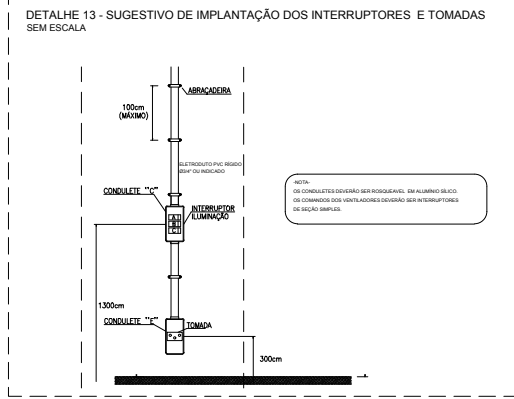 DETALHE 13 - SUGESTIVO DE IMPLANTAÇÃO DOS INTERRUPTORES E TOMADAS
SEM ESCALA
ABRAÇADEIRA
100cm
(MÁXIMO)
ELETRODUTO PVC RÍGIDO
Ø3/4" OU INDICADO
-NOTA-
OS CONDULETES DEVERÃO SER ROSQUEAVEL EM ALUMÍNIO SÍLICO.
OS COMANDOS DOS VENTILADORES DEVERÃO SER INTERRUPTORES
DE SEÇÃO SIMPLES.
CONDULETE "C"
INTERRUPTOR
ILUMINAÇÃO
1300cm
CONDULETE "E"
TOMADA
300cm